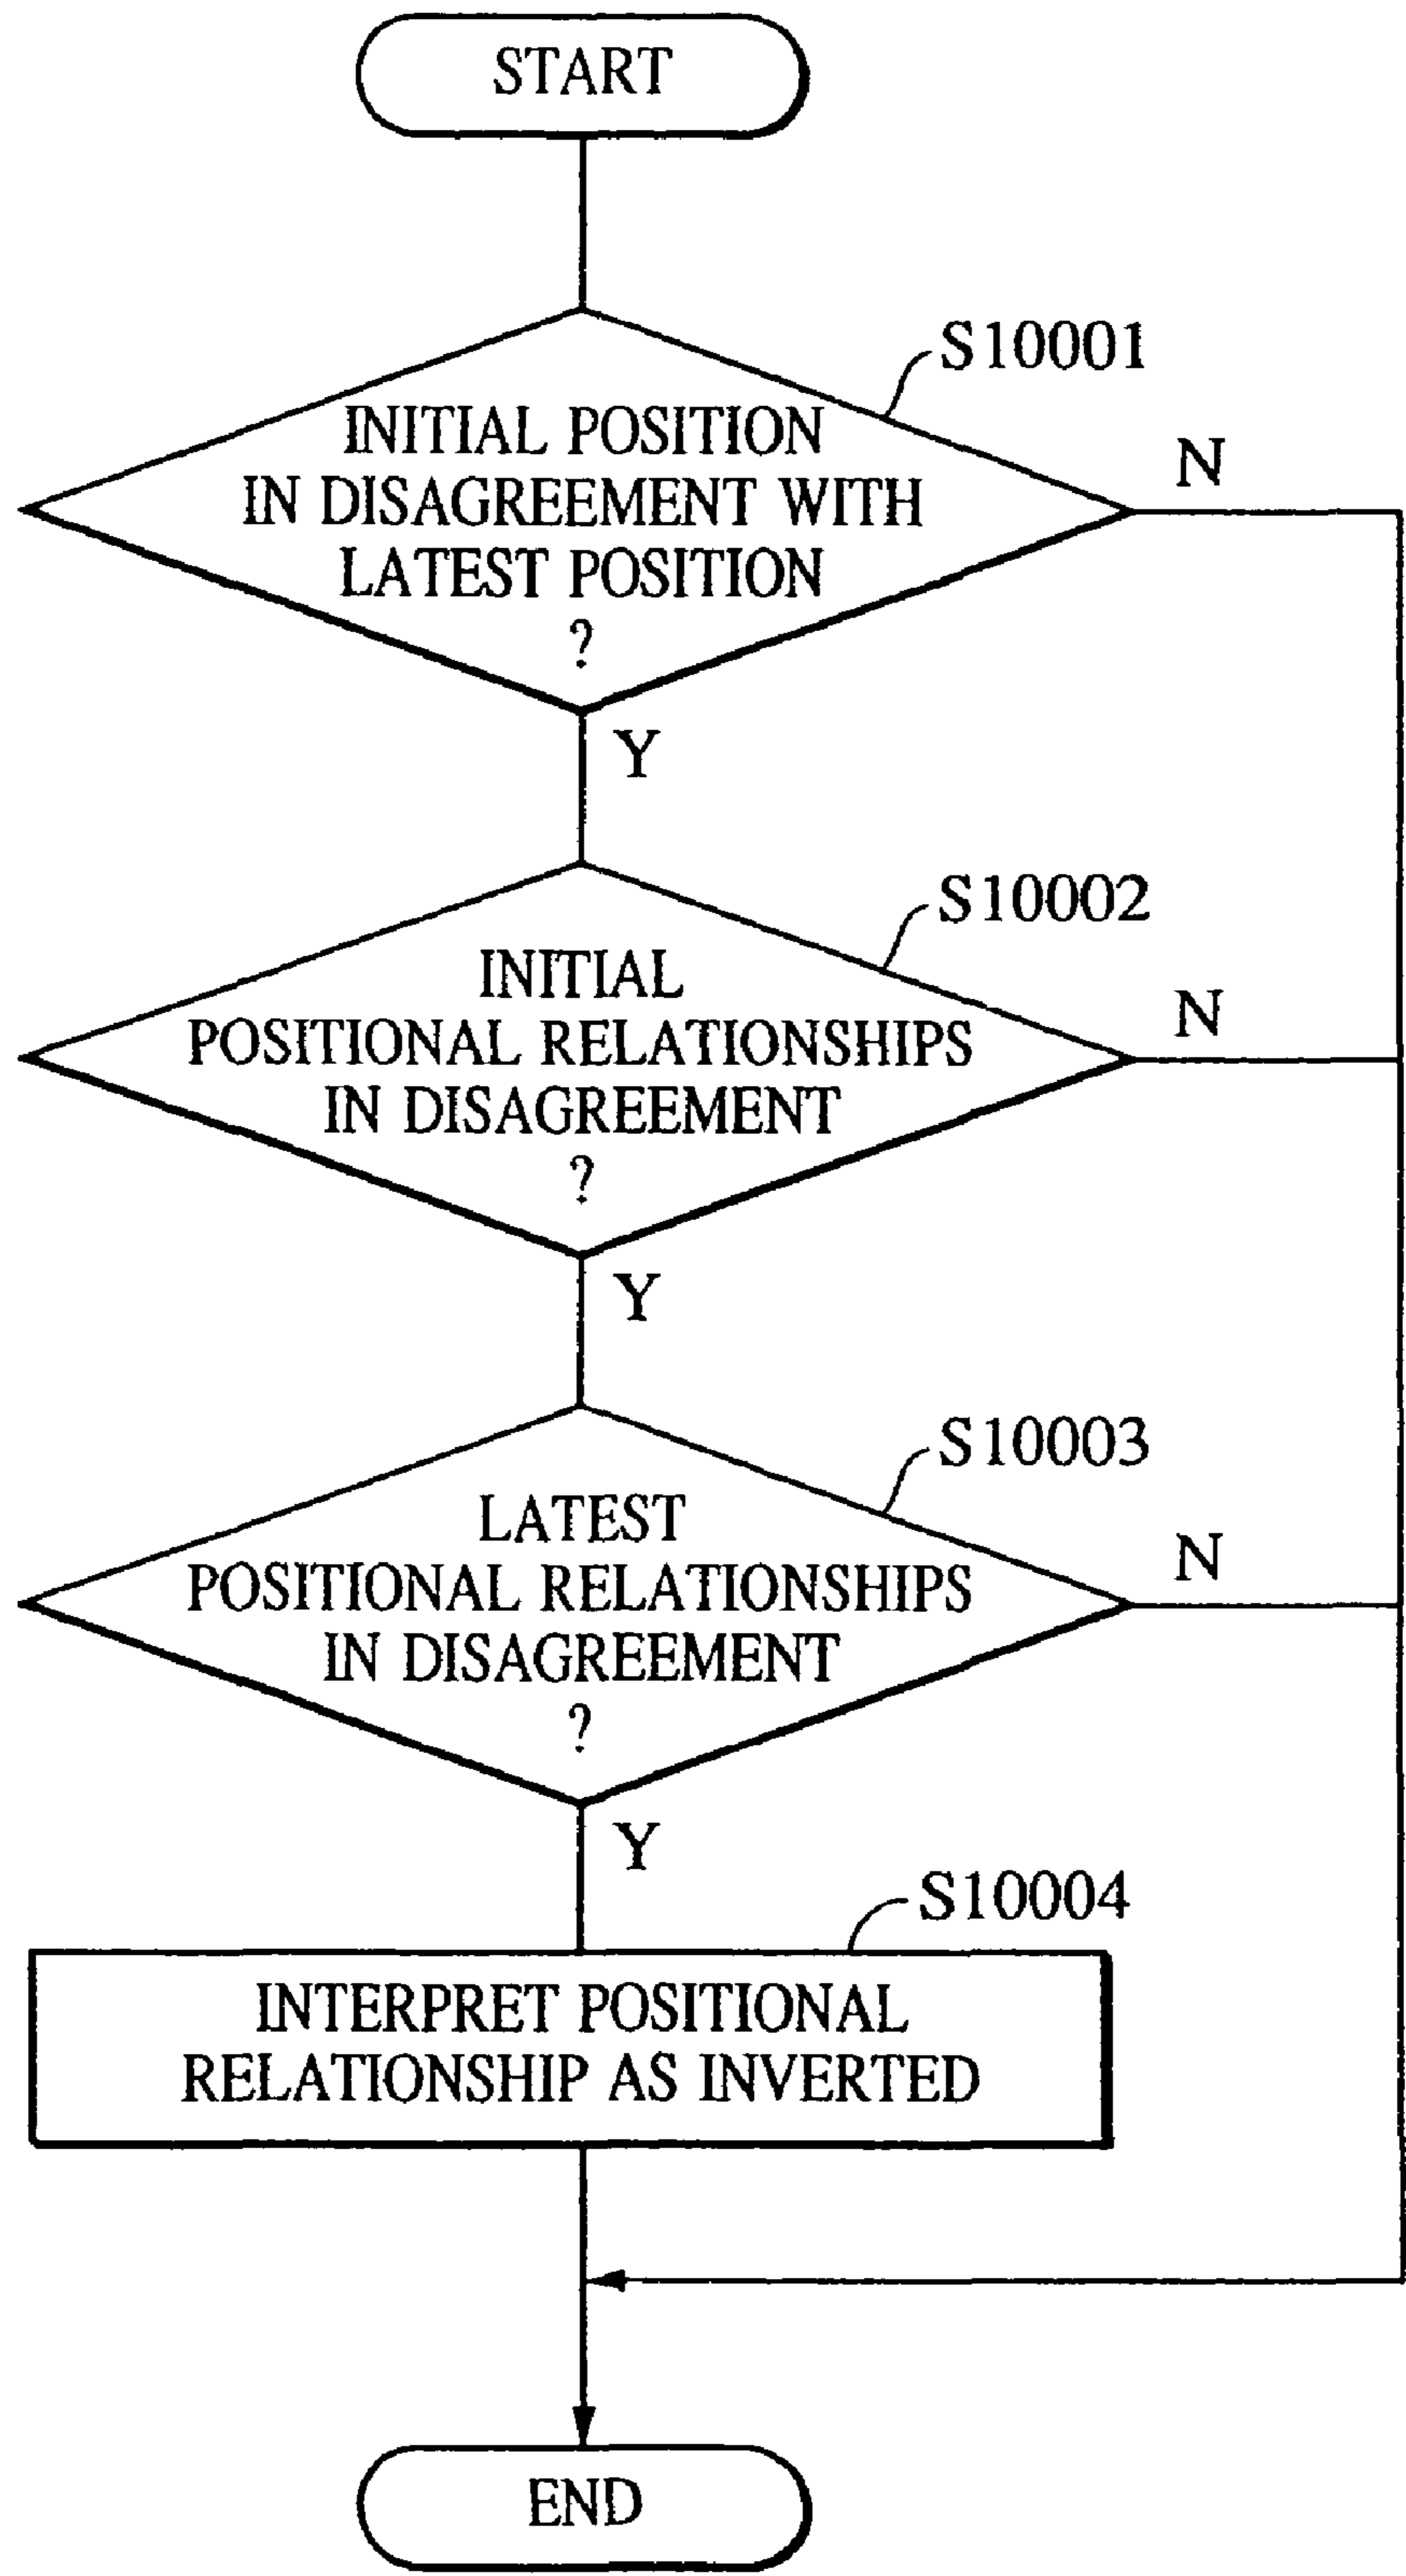 START
S10001
INITIAL POSITION
N
IN DISAGREEMENT WITH
LATEST POSITION
?
Y
S10002
INITIAL
N
POSITIONAL RELATIONSHIPS
IN DISAGREEMENT
?
Y
S10003
LATEST
N
POSITIONAL RELATIONSHIPS
IN DISAGREEMENT
?
Y
S10004
INTERPRET POSITIONAL
RELATIONSHIP AS INVERTED
END